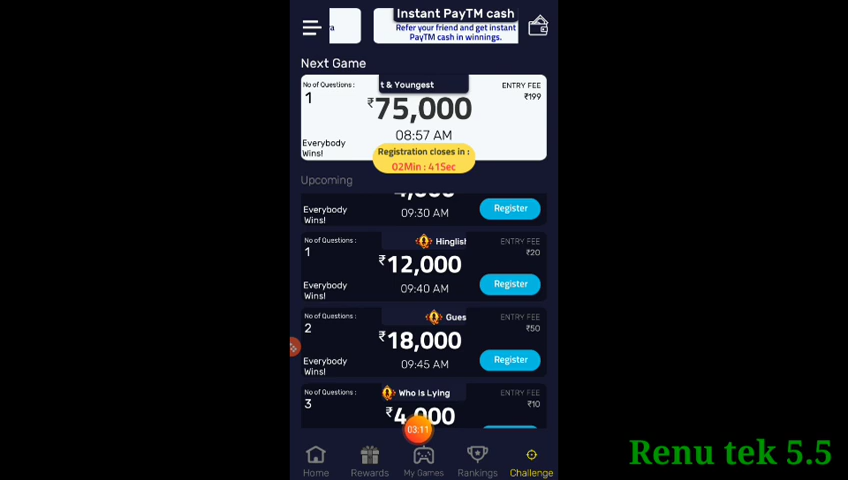 Instant PayTM cash
Refer your friend and get instant
PayTM cash in winnings.
Next Game
No of Questions :
1
t & Youngest
₹75,000
08:57 AM
ENTRY FEE
₹199
Everybody
Wins!
Registration closes in :
02Min : 41Sec
Upcoming
Everybody
Wins!
09:30 AM
Register
No of Questions :
1
Hinglish
₹12,000
09:40 AM
ENTRY FEE
₹20
Everybody
Wins!
Register
No of Questions :
2
Gues
₹18,000
09:45 AM
ENTRY FEE
₹50
Everybody
Wins!
Register
No of Questions :
3
Who is Lying
₹4,000
ENTRY FEE
₹10
03:11
Home
Rewards
My Games
Rankings
Challenge
Renu tek 5.5